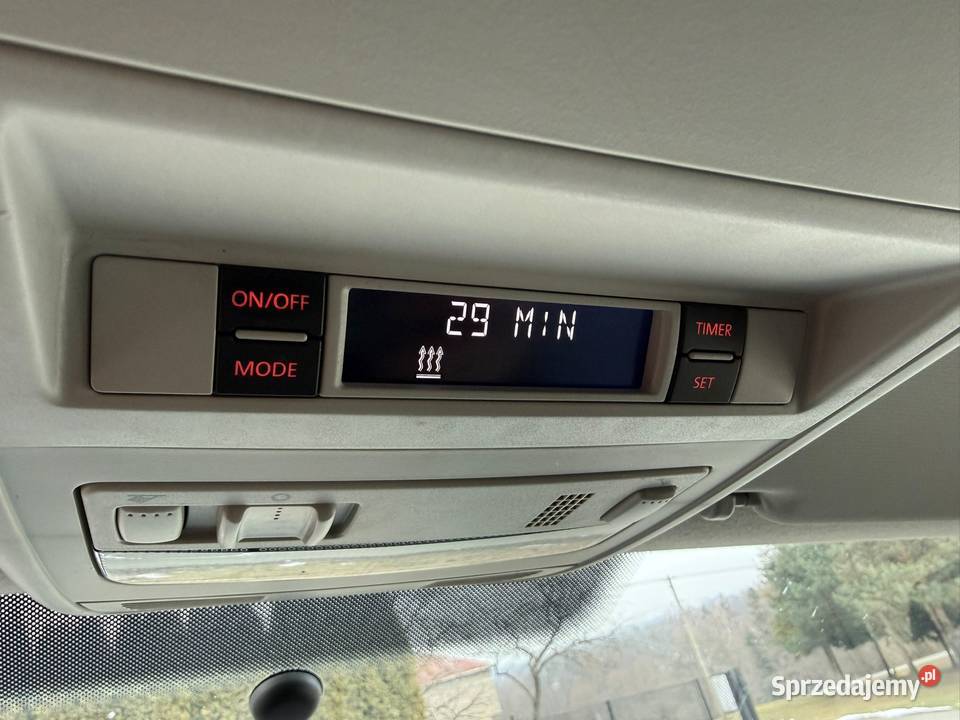 ON/OFF
MODE
29 MIN
TIMER
SET
Sprzedajemy.pl